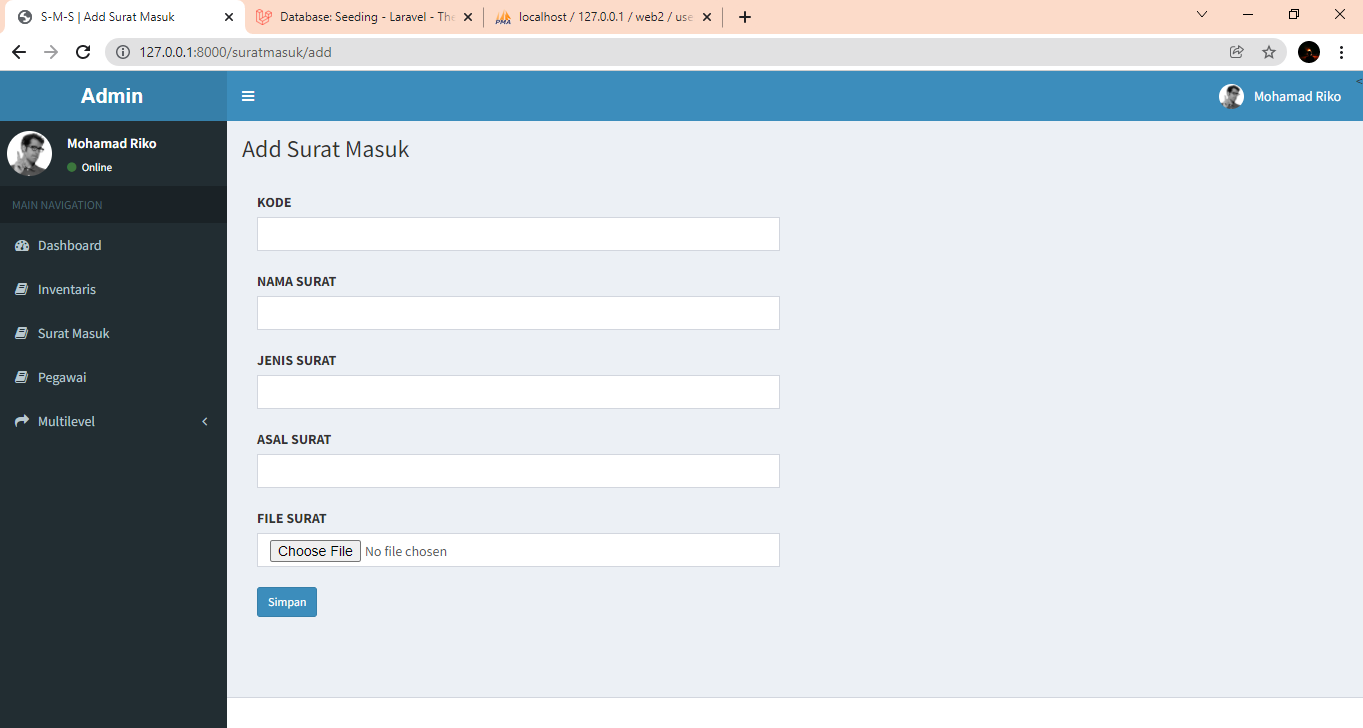 S-M-S | Add Surat Masuk
Database: Seeding - Laravel - The
localhost / 127.0.0.1 / web2 / use
127.0.0.1:8000/suratmasuk/add
Admin
Mohamad Riko
Mohamad Riko
Online
MAIN NAVIGATION
Dashboard
Inventaris
Surat Masuk
Pegawai
Multilevel
Add Surat Masuk
KODE
NAMA SURAT
JENIS SURAT
ASAL SURAT
FILE SURAT
Choose File No file chosen
Simpan